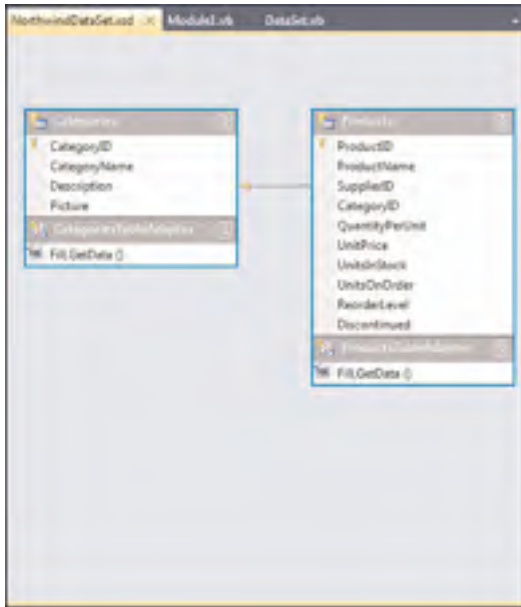 NorthwindDataSet.xsd
Module1.vb
DataSet.vb
Categories
CategoryID
CategoryName
Description
Picture
CategoriesTableAdapter
Fill,GetData ()
Products
ProductID
ProductName
SupplierID
CategoryID
QuantityPerUnit
UnitPrice
UnitsInStock
UnitsOnOrder
ReorderLevel
Discontinued
ProductsTableAdapter
Fill,GetData ()